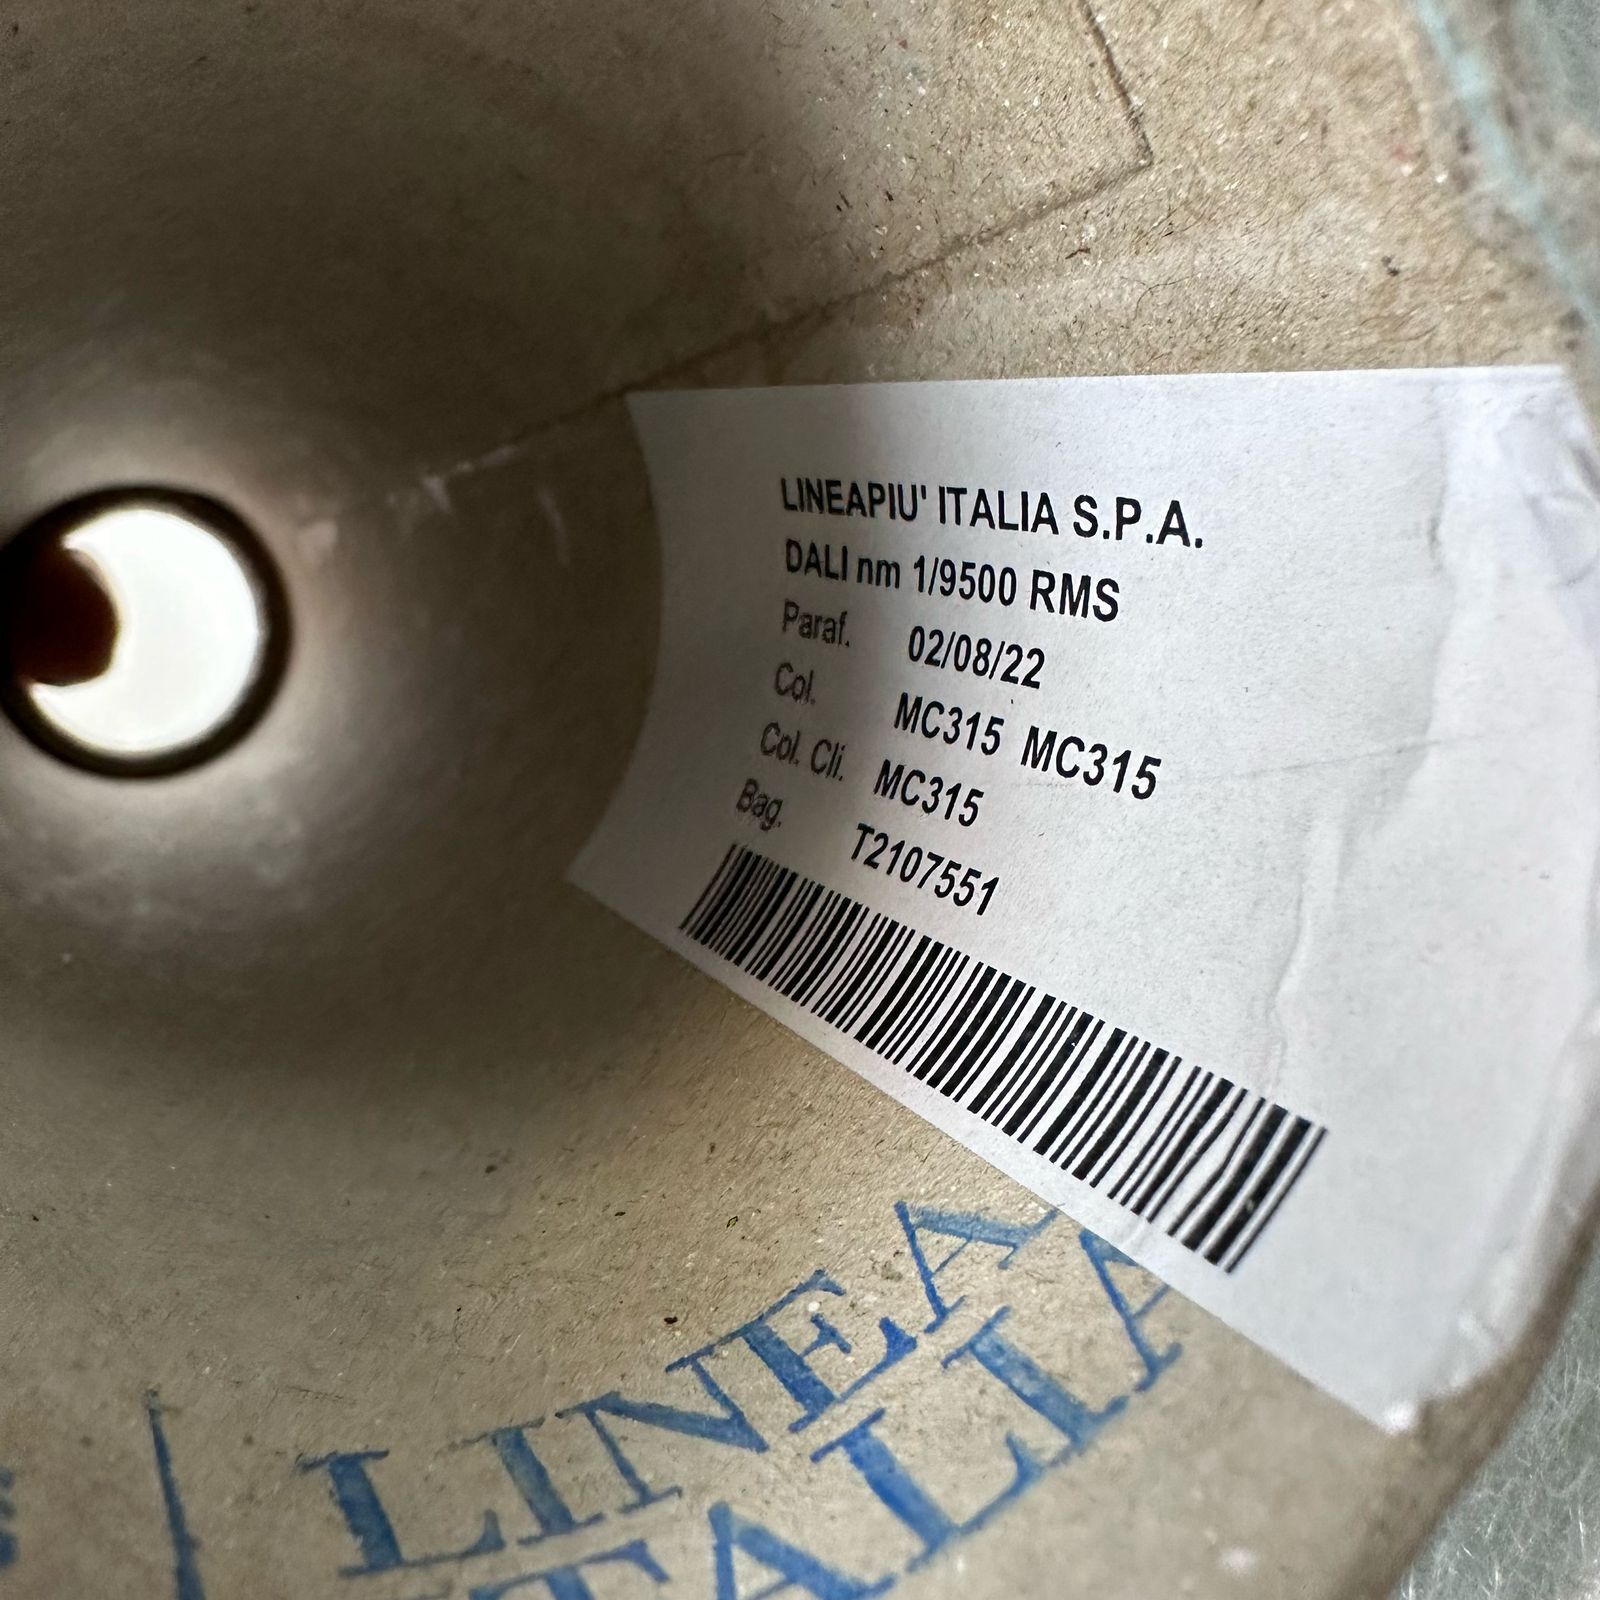 LINEAPIU' ITALIA S.P.A.
DALI nm 1/9500 RMS
Paraf. 02/08/22
Col. MC315 MC315
Col. Cli. MC315
Bag. T2107551
LINEA
ITALIA